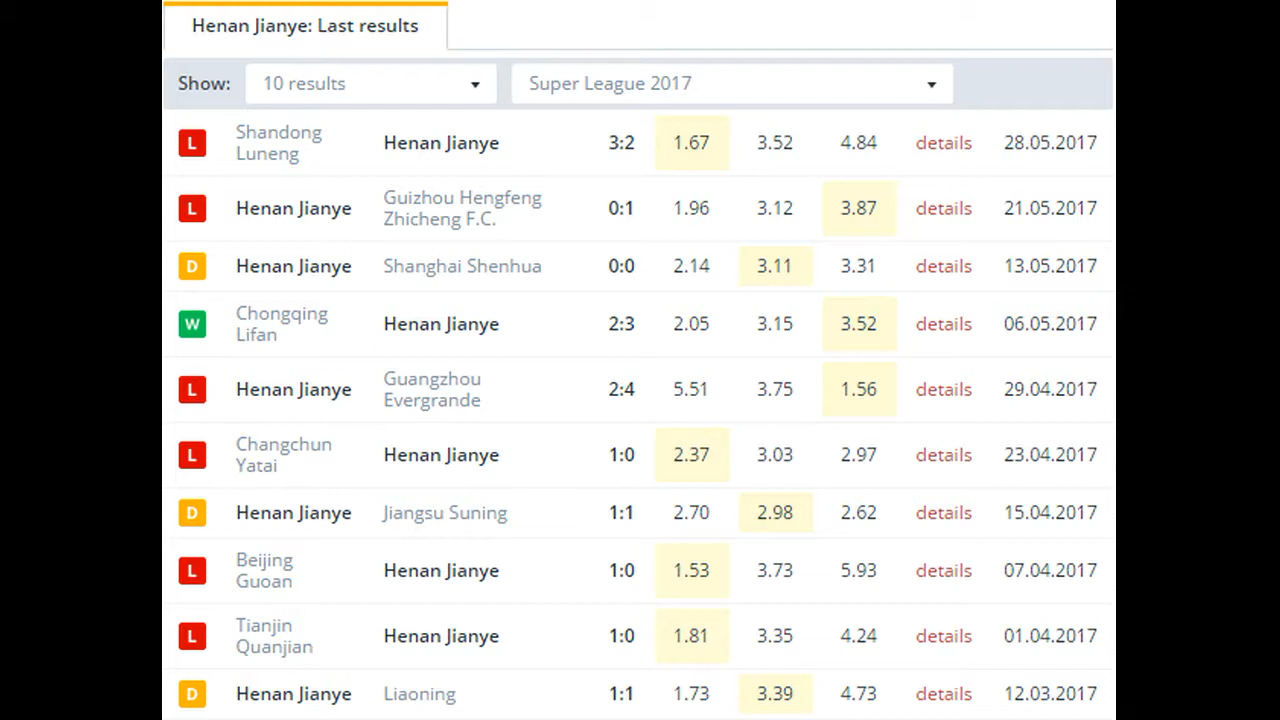 Henan Jianye: Last results
Show: 10 results Super League 2017
L Shandong Luneng Henan Jianye 3:2 1.67 3.52 4.84 details 28.05.2017
L Henan Jianye Guizhou Hengfeng Zhicheng F.C. 0:1 1.96 3.12 3.87 details 21.05.2017
D Henan Jianye Shanghai Shenhua 0:0 2.14 3.11 3.31 details 13.05.2017
W Chongqing Lifan Henan Jianye 2:3 2.05 3.15 3.52 details 06.05.2017
L Henan Jianye Guangzhou Evergrande 2:4 5.51 3.75 1.56 details 29.04.2017
L Changchun Yatai Henan Jianye 1:0 2.37 3.03 2.97 details 23.04.2017
D Henan Jianye Jiangsu Suning 1:1 2.70 2.98 2.62 details 15.04.2017
L Beijing Guoan Henan Jianye 1:0 1.53 3.73 5.93 details 07.04.2017
L Tianjin Quanjian Henan Jianye 1:0 1.81 3.35 4.24 details 01.04.2017
D Henan Jianye Liaoning 1:1 1.73 3.39 4.73 details 12.03.2017